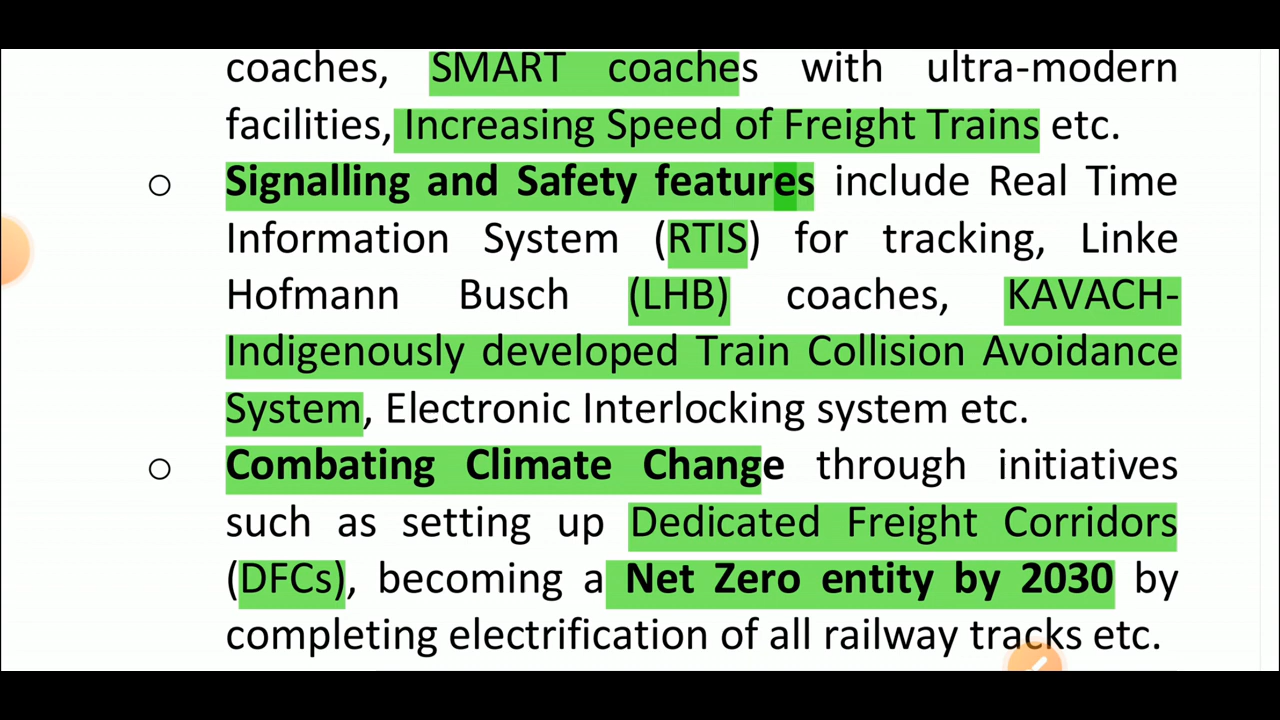 coaches, SMART coaches with ultra-modern
facilities, Increasing Speed of Freight Trains etc.
○ Signalling and Safety features include Real Time
Information System (RTIS) for tracking, Linke
Hofmann Busch (LHB) coaches, KAVACH-
Indigenously developed Train Collision Avoidance
System, Electronic Interlocking system etc.
○ Combating Climate Change through initiatives
such as setting up Dedicated Freight Corridors
(DFCs), becoming a Net Zero entity by 2030 by
completing electrification of all railway tracks etc.